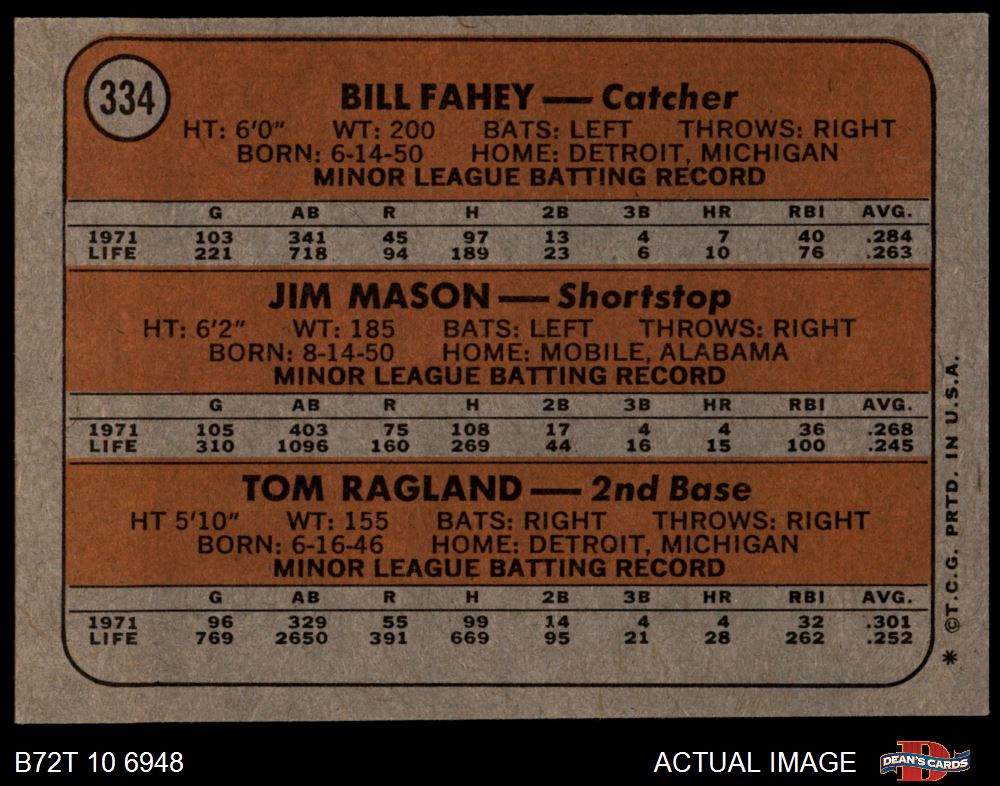 334
BILL FAHEY — Catcher
HT: 6'0" WT: 200 BATS: LEFT THROWS: RIGHT
BORN: 6-14-50 HOME: DETROIT, MICHIGAN
MINOR LEAGUE BATTING RECORD
G AB R H 2B 3B HR RBI AVG.
1971 103 341 45 97 13 4 7 40 .284
LIFE 221 718 94 189 23 6 10 76 .263
JIM MASON — Shortstop
HT: 6'2" WT: 185 BATS: LEFT THROWS: RIGHT
BORN: 8-14-50 HOME: MOBILE, ALABAMA
MINOR LEAGUE BATTING RECORD
G AB R H 2B 3B HR RBI AVG.
1971 105 403 75 108 17 4 4 36 .268
LIFE 310 1096 160 269 44 16 15 100 .245
TOM RAGLAND — 2nd Base
HT 5'10" WT: 155 BATS: RIGHT THROWS: RIGHT
BORN: 6-16-46 HOME: DETROIT, MICHIGAN
MINOR LEAGUE BATTING RECORD
G AB R H 2B 3B HR RBI AVG.
1971 96 329 55 99 14 4 4 32 .301
LIFE 769 2650 391 669 95 21 28 262 .252
* ©T.C.G. PRTD. IN U.S.A.
B72T 10 6948 ACTUAL IMAGE
D
DEAN'S CARDS